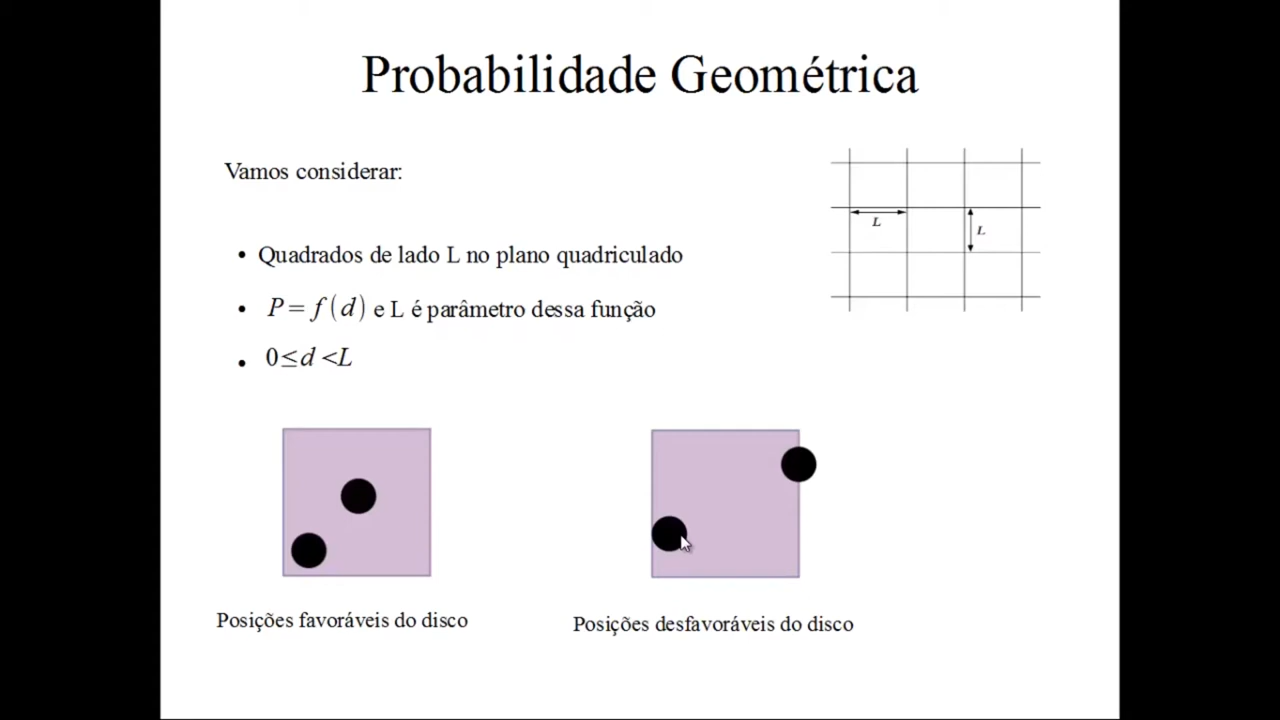 Probabilidade Geométrica
Vamos considerar:
• Quadrados de lado L no plano quadriculado
• P = f (d) e L é parâmetro dessa função
• 0≤d <L
L
L
Posições favoráveis do disco
Posições desfavoráveis do disco